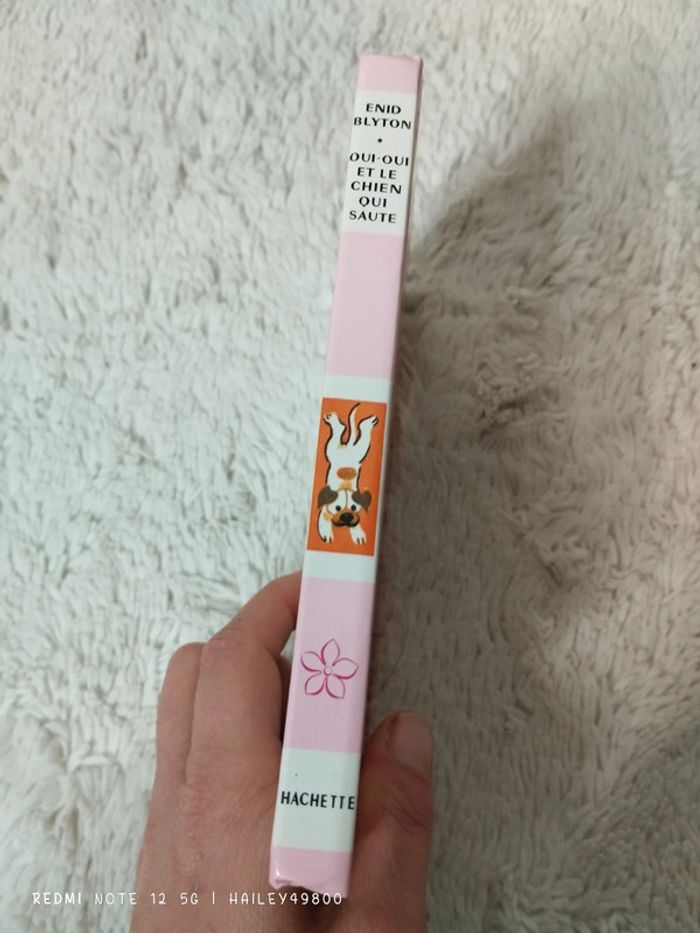 ENID
BLYTON
•
OUI-OUI
ET LE
CHIEN
QUI
SAUTE
HACHETTE
REDMI NOTE 12 5G | HAILEY49800